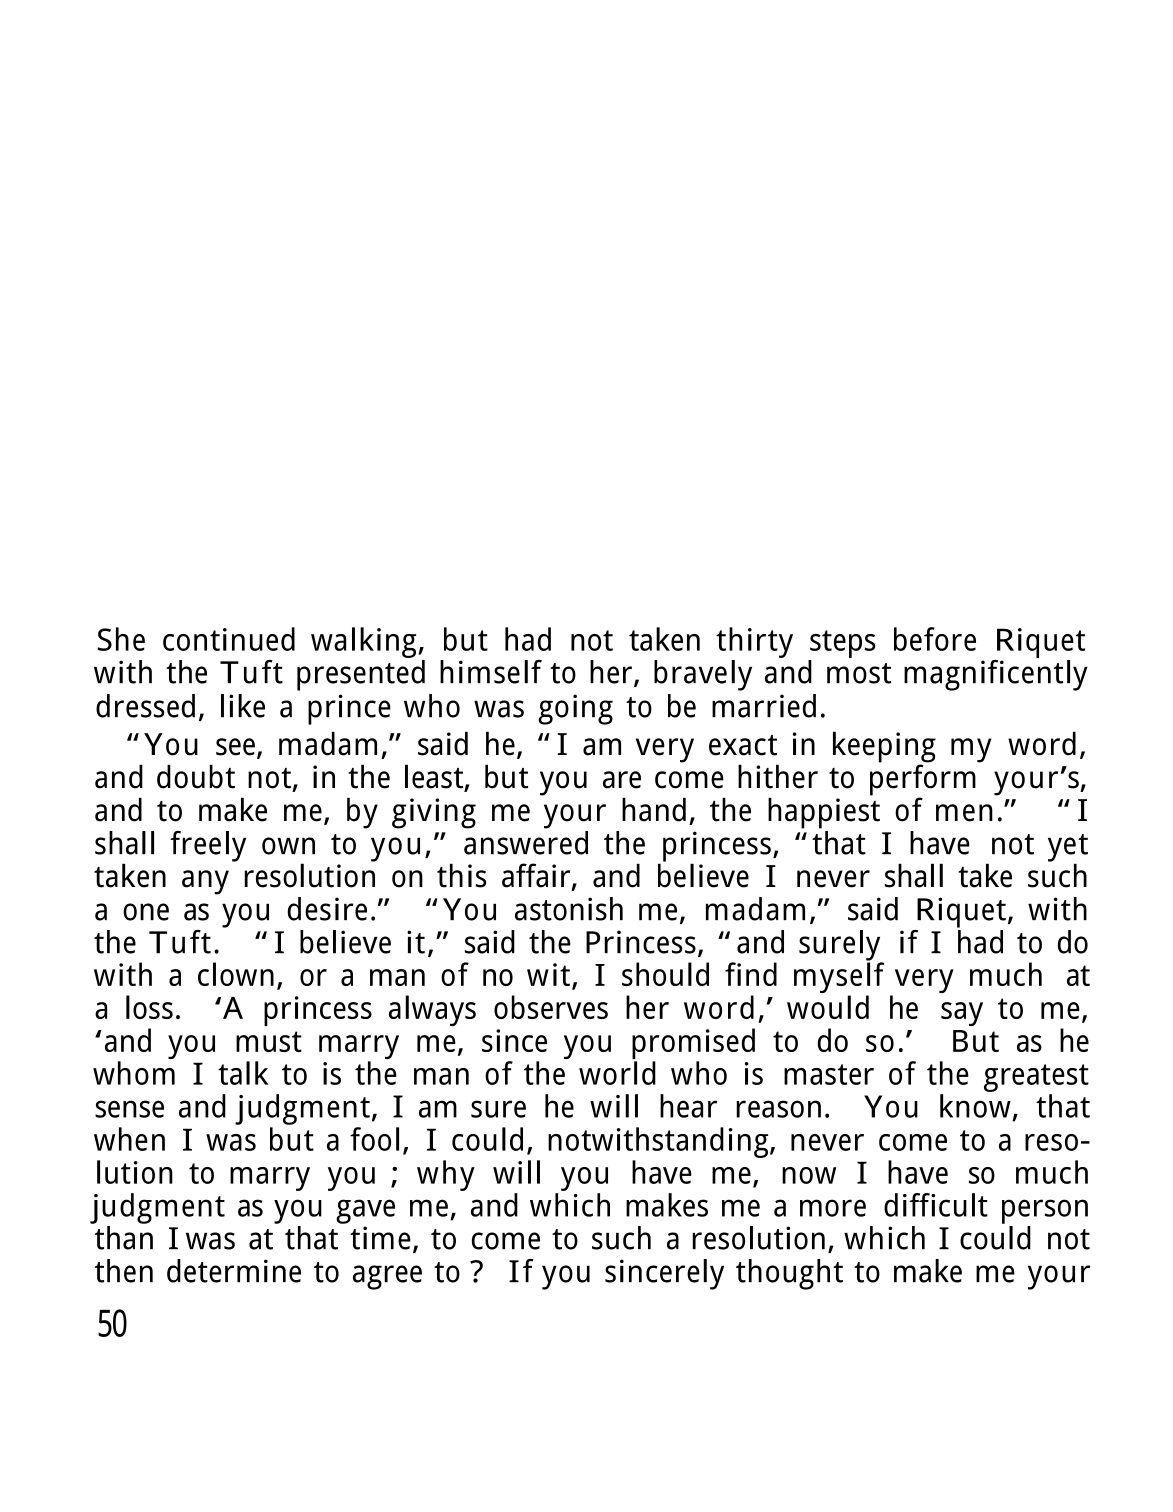 She continued walking, but had not taken thirty steps before Riquet
with the Tuft presented himself to her, bravely and most magnificently
dressed, like a prince who was going to be married.
“You see, madam,” said he, “I am very exact in keeping my word,
and doubt not, in the least, but you are come hither to perform your’s,
and to make me, by giving me your hand, the happiest of men.” “I
shall freely own to you,” answered the princess, “that I have not yet
taken any resolution on this affair, and believe I never shall take such
a one as you desire.” “You astonish me, madam,” said Riquet, with
the Tuft. “I believe it,” said the Princess, “and surely if I had to do
with a clown, or a man of no wit, I should find myself very much at
a loss. ‘A princess always observes her word,’ would he say to me,
‘and you must marry me, since you promised to do so.’ But as he
whom I talk to is the man of the world who is master of the greatest
sense and judgment, I am sure he will hear reason. You know, that
when I was but a fool, I could, notwithstanding, never come to a reso-
lution to marry you ; why will you have me, now I have so much
judgment as you gave me, and which makes me a more difficult person
than I was at that time, to come to such a resolution, which I could not
then determine to agree to ? If you sincerely thought to make me your
50